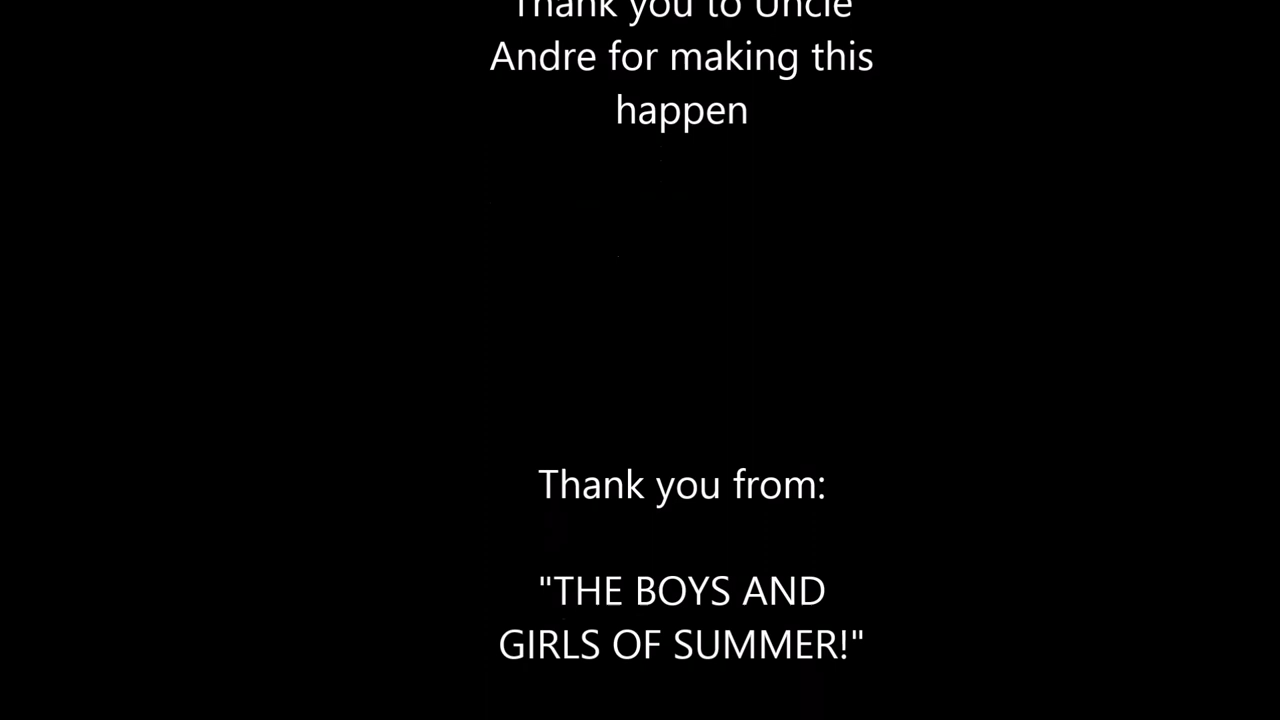 Thank you to Uncle
Andre for making this
happen
Thank you from:
"THE BOYS AND
GIRLS OF SUMMER!"